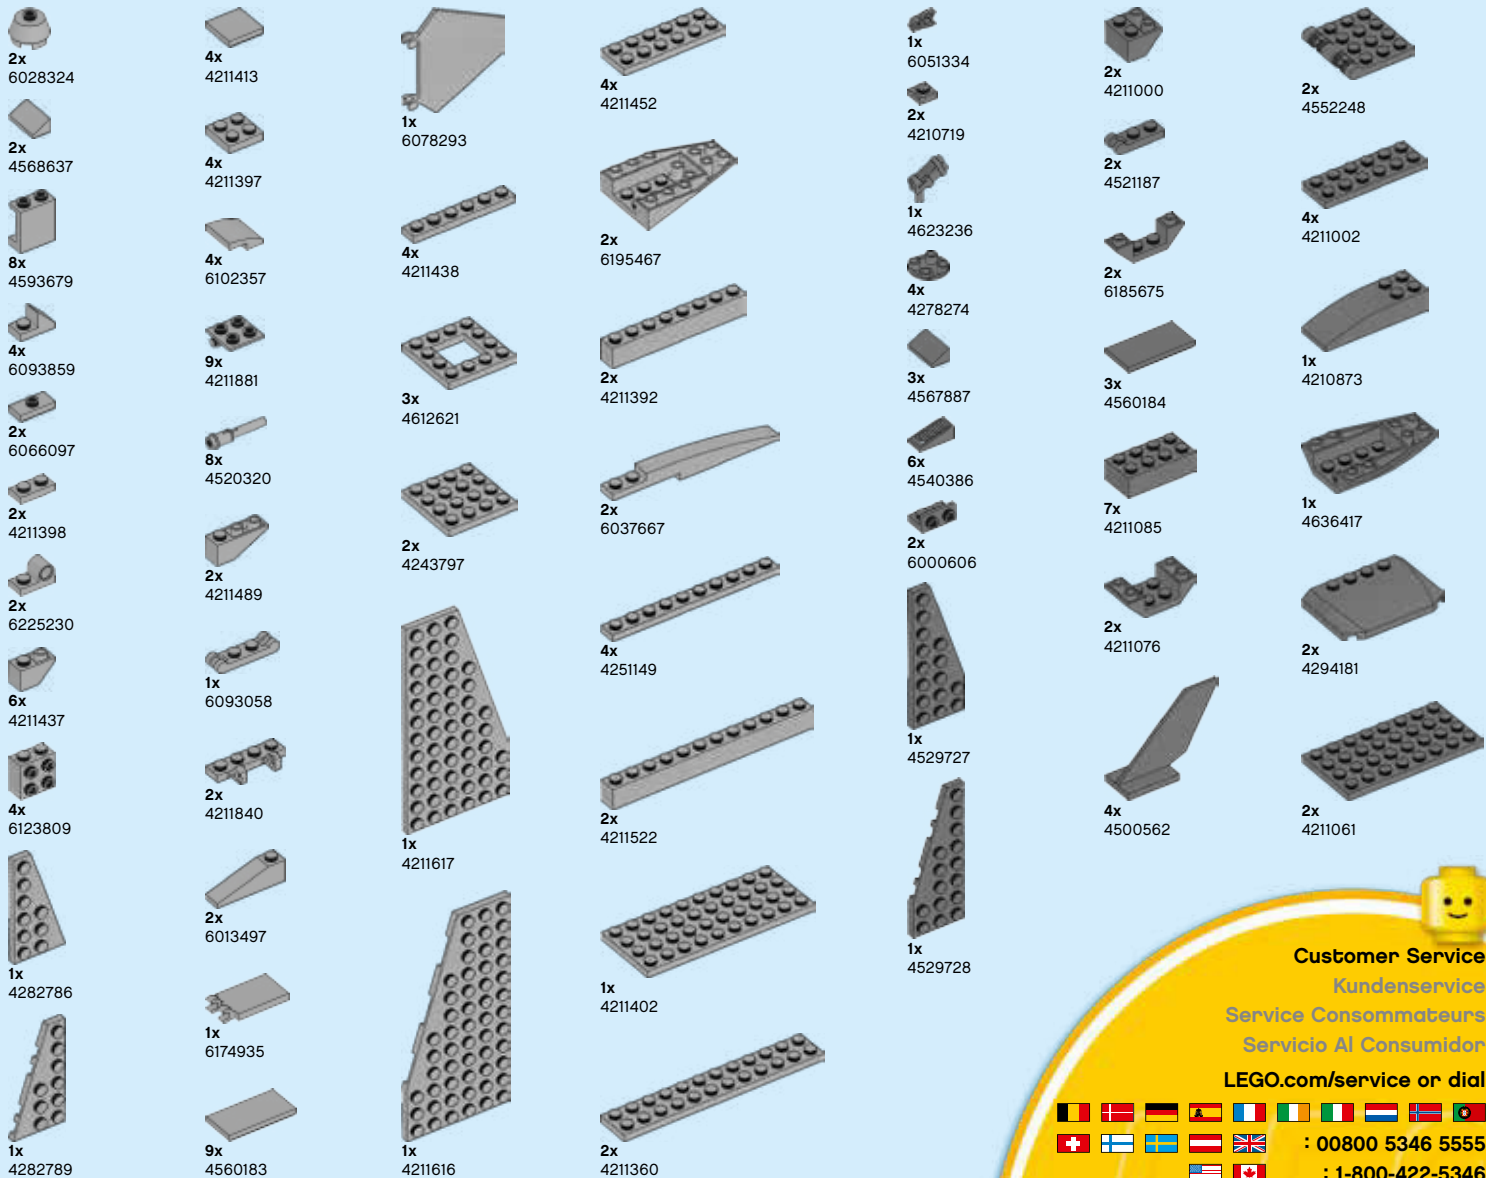 2x
6028324
2x
4568637
8x
4593679
4x
6093859
2x
6066097
2x
4211398
2x
6225230
6x
4211437
4x
6123809
1x
4282786
1x
4282789
4x
4211413
4x
4211397
4x
6102357
9x
4211881
8x
4520320
2x
4211489
1x
6093058
2x
4211840
2x
6013497
1x
6174935
9x
4560183
1x
6078293
4x
4211438
3x
4612621
2x
4243797
1x
4211617
1x
4211616
4x
4211452
2x
6195467
2x
4211392
2x
6037667
4x
4251149
2x
4211522
1x
4211402
2x
4211360
1x
6051334
2x
4210719
1x
4623236
4x
4278274
3x
4567887
6x
4540386
2x
6000606
1x
4529727
1x
4529728
2x
4211000
2x
4521187
2x
6185675
3x
4560184
7x
4211085
2x
4211076
4x
4500562
2x
4552248
4x
4211002
1x
4210873
1x
4636417
2x
4294181
2x
4211061
Customer Service
Kundenservice
Service Consommateurs
Servicio Al Consumidor
LEGO.com/service or dial
: 00800 5346 5555
: 1-800-422-5346